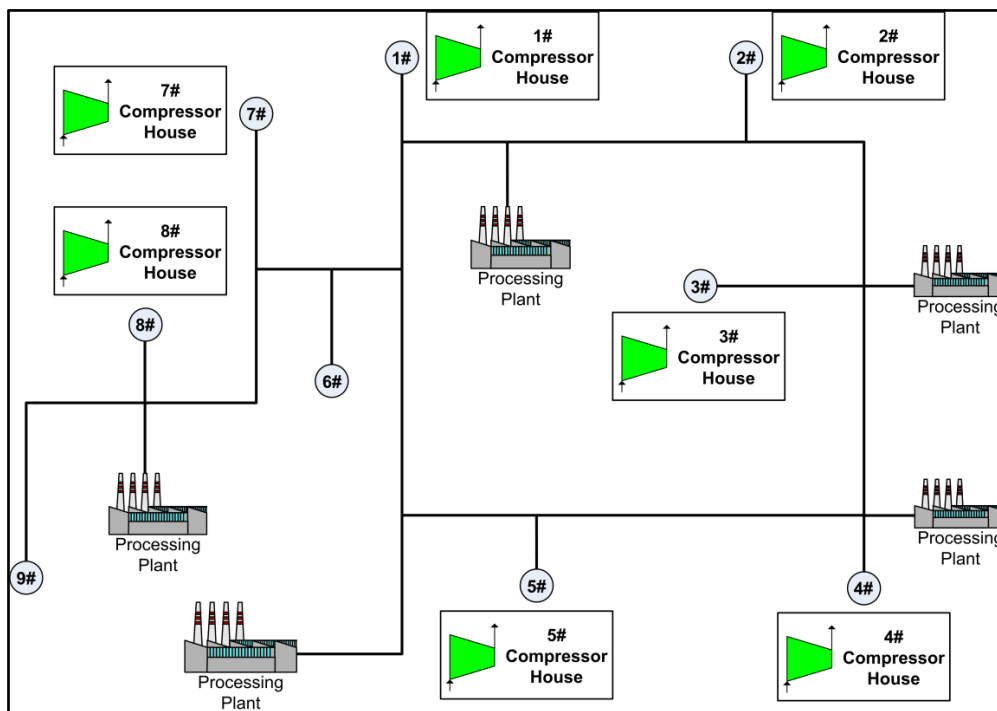 1#
1#
Compressor
House
2#
2#
Compressor
House
7#
Compressor
House
7#
8#
Compressor
House
Processing
Plant
3#
Processing
Plant
8#
3#
Compressor
House
6#
Processing
Plant
Processing
Plant
9#
5#
4#
5#
Compressor
House
4#
Compressor
House
Processing
Plant